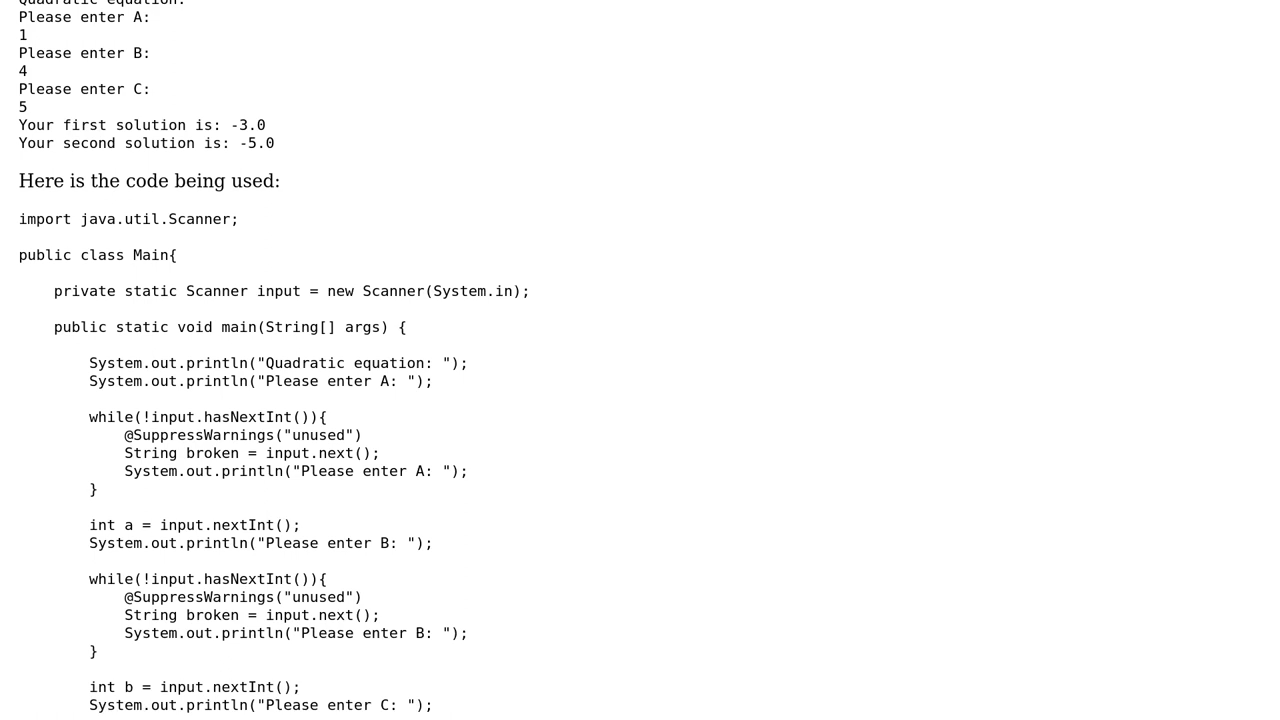 Quadratic equation:
Please enter A:
1
Please enter B:
4
Please enter C:
5
Your first solution is: -3.0
Your second solution is: -5.0
Here is the code being used:
import java.util.Scanner;
public class Main{
private static Scanner input = new Scanner(System.in);
public static void main(String[] args) {
System.out.println("Quadratic equation: ");
System.out.println("Please enter A: ");
while(!input.hasNextInt()){
@SuppressWarnings("unused")
String broken = input.next();
System.out.println("Please enter A: ");
}
int a = input.nextInt();
System.out.println("Please enter B: ");
while(!input.hasNextInt()){
@SuppressWarnings("unused")
String broken = input.next();
System.out.println("Please enter B: ");
}
int b = input.nextInt();
System.out.println("Please enter C: ");